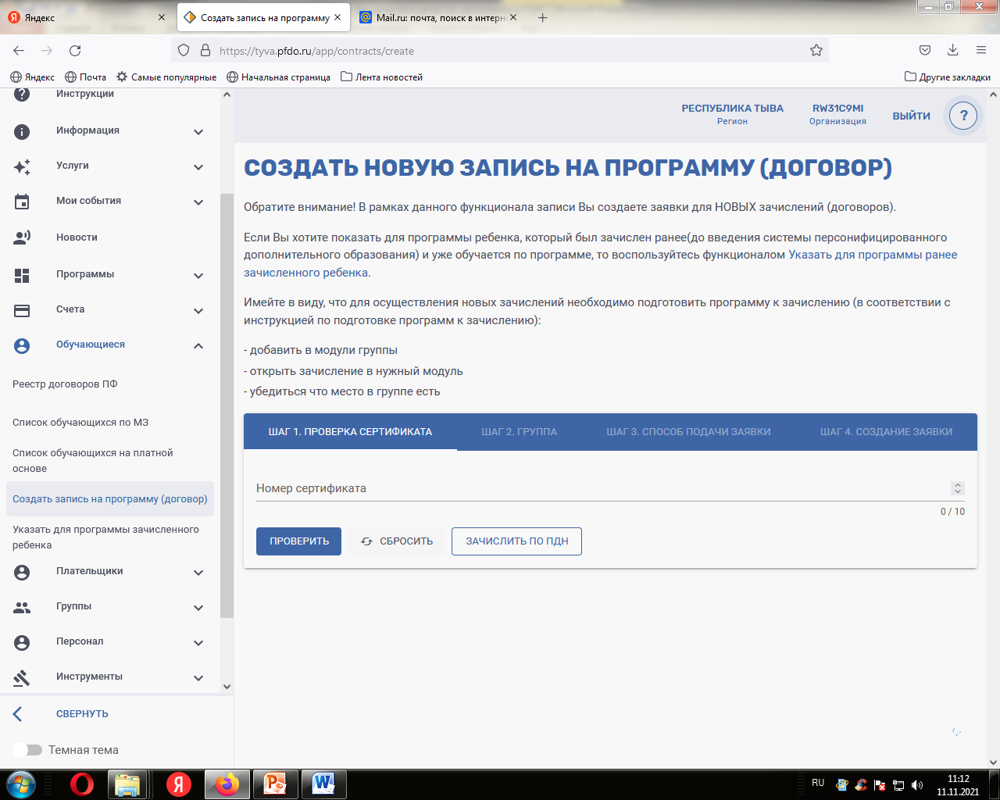 Яндекс
Создать запись на программу
Mail.ru: почта, поиск в интерн
https://tyva.pfdo.ru/app/contracts/create
Яндекс
Почта
Самые популярные
Начальная страница
Лента новостей
Другие закладки
Инструкции
Информация
Услуги
Мои события
Новости
Программы
Счета
Обучающиеся
Реестр договоров ПФ
Список обучающихся по МЗ
Список обучающихся на платной
основе
Создать запись на программу (договор)
Указать для программы зачисленного
ребенка
Плательщики
Группы
Персонал
Инструменты
СВЕРНУТЬ
Темная тема
РЕСПУБЛИКА ТЫВА
Регион
RW31C9MI
Организация
ВЫЙТИ
?
СОЗДАТЬ НОВУЮ ЗАПИСЬ НА ПРОГРАММУ (ДОГОВОР)
Обратите внимание! В рамках данного функционала записи Вы создаете заявки для НОВЫХ зачислений (договоров).
Если Вы хотите показать для программы ребенка, который был зачислен ранее(до введения системы персонифицированного
дополнительного образования) и уже обучается по программе, то воспользуйтесь функционалом Указать для программы ранее
зачисленного ребенка.
Имейте в виду, что для осуществления новых зачислений необходимо подготовить программу к зачислению (в соответствии с
инструкцией по подготовке программ к зачислению):
- добавить в модули группы
- открыть зачисление в нужный модуль
- убедиться что место в группе есть
ШАГ 1. ПРОВЕРКА СЕРТИФИКАТА
ШАГ 2. ГРУППА
ШАГ 3. СПОСОБ ПОДАЧИ ЗАЯВКИ
ШАГ 4. СОЗДАНИЕ ЗАЯВКИ
Номер сертификата
0 / 10
ПРОВЕРИТЬ
СБРОСИТЬ
ЗАЧИСЛИТЬ ПО ПДН
RU
11:12
11.11.2021